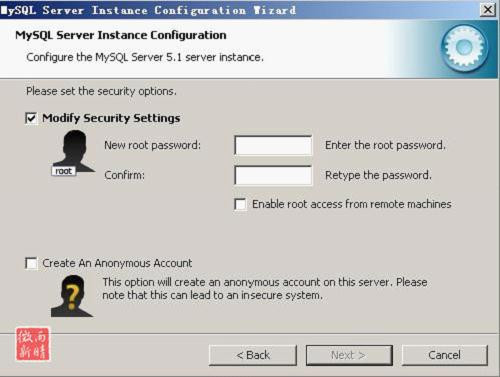 MySQL Server Instance Configuration Wizard
MySQL Server Instance Configuration
Configure the MySQL Server 5.1 server instance.
Please set the security options.
Modify Security Settings
root
New root password:
Enter the root password.
Confirm:
Retype the password.
Enable root access from remote machines
Create An Anonymous Account
This option will create an anonymous account on this server. Please
note that this can lead to an insecure system.
< Back
Next >
Cancel